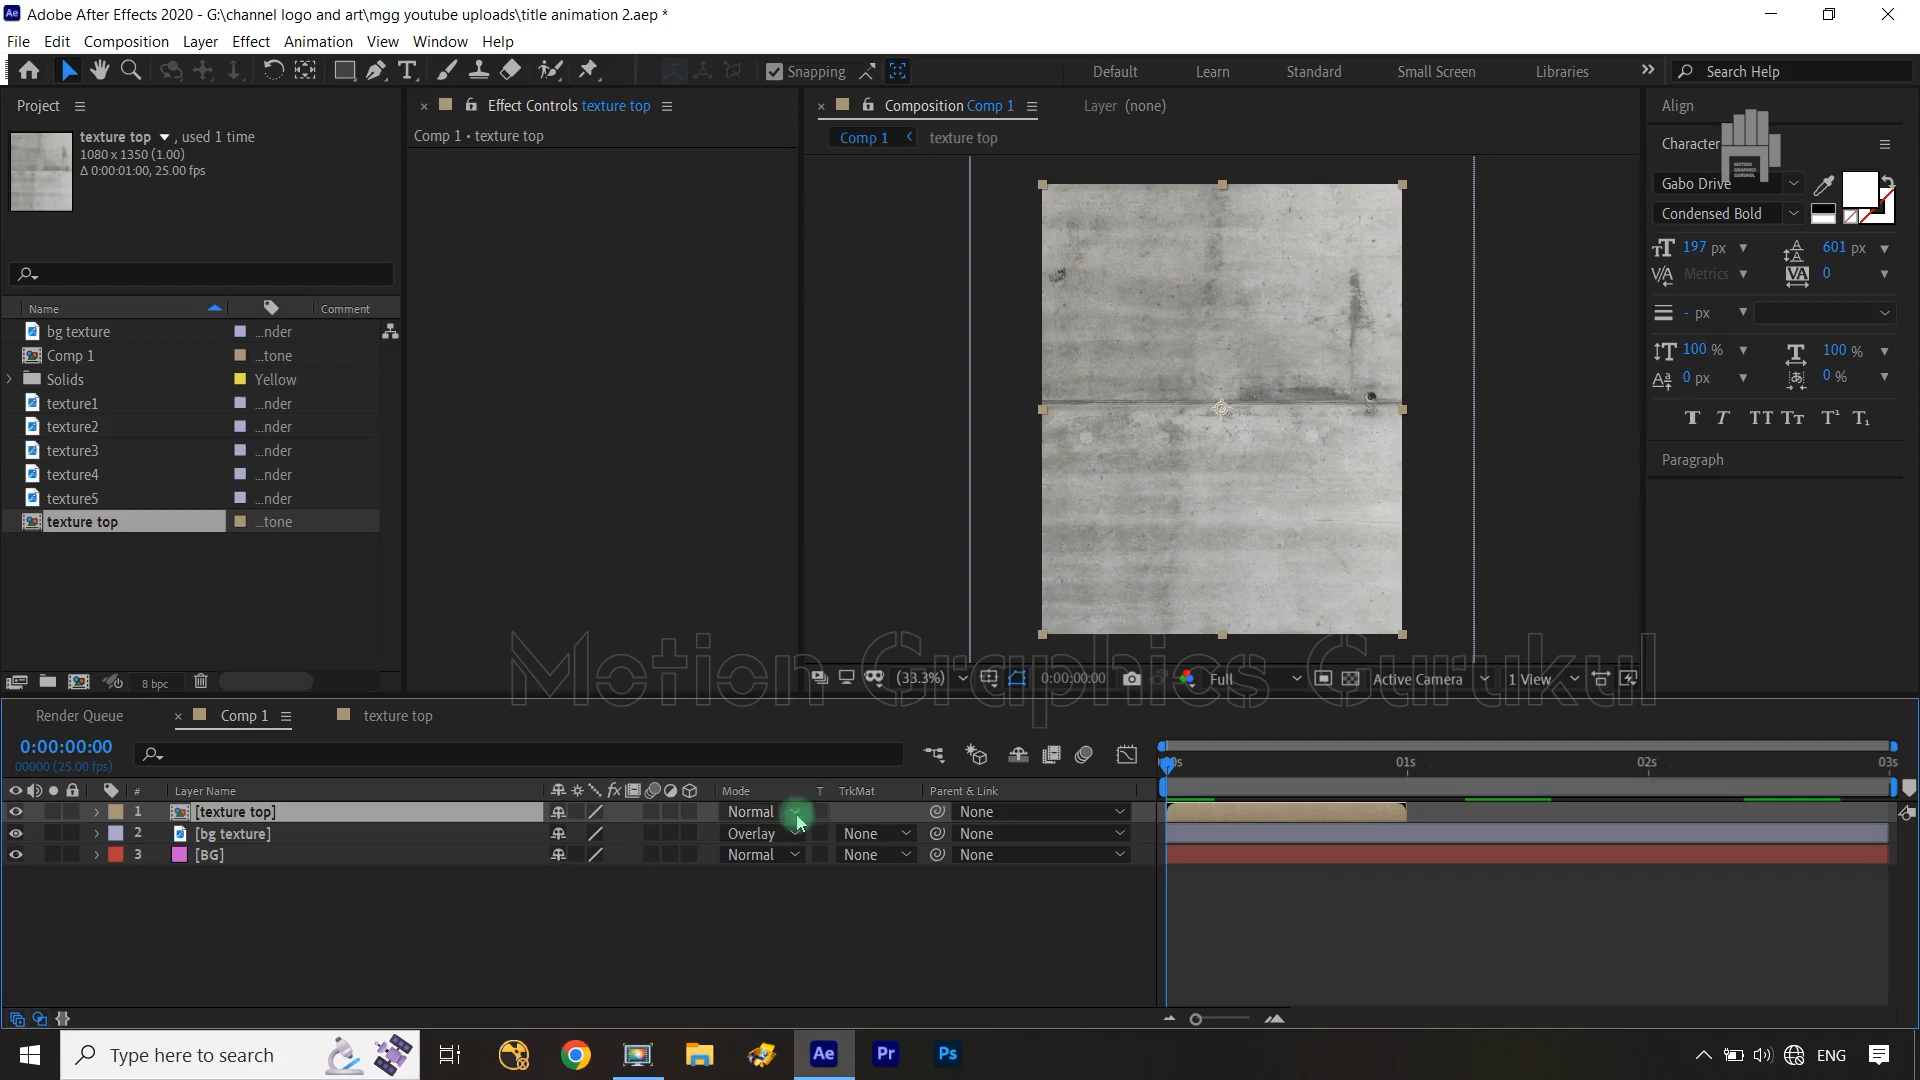 Adobe After Effects 2020 - G:\channel logo and art\mgg youtube uploads\title animation 2.aep *
File Edit Composition Layer Effect Animation View Window Help
Snapping Default Learn Standard Small Screen Libraries Search Help
Project
Effect Controls texture top
Composition Comp 1
Layer (none)
Align
texture top , used 1 time
1080 x 1350 (1.00)
Δ 0:00:01:00, 25.00 fps
Comp 1 • texture top
Comp 1 texture top
Character
MOTION GRAPHICS GURUKUL
Gabo Drive
Condensed Bold
197 px 601 px
Metrics 0
- px
100 % 100 %
0 px 0 %
Paragraph
Name Comment
bg texture ...nder
Comp 1 ...tone
Solids Yellow
texture1 ...nder
texture2 ...nder
texture3 ...nder
texture4 ...nder
texture5 ...nder
texture top ...tone
Motion Graphics Gurukul
8 bpc
(33.3%) 0:00:00:00 Full Active Camera 1 View
Render Queue Comp 1 texture top
0:00:00:00
00000 (25.00 fps)
01s 02s 03s
# Layer Name Mode T TrkMat Parent & Link
1 [texture top] Normal None
2 [bg texture] Overlay None None
3 [BG] Normal None None
Type here to search
Ae Pr Ps
ENG